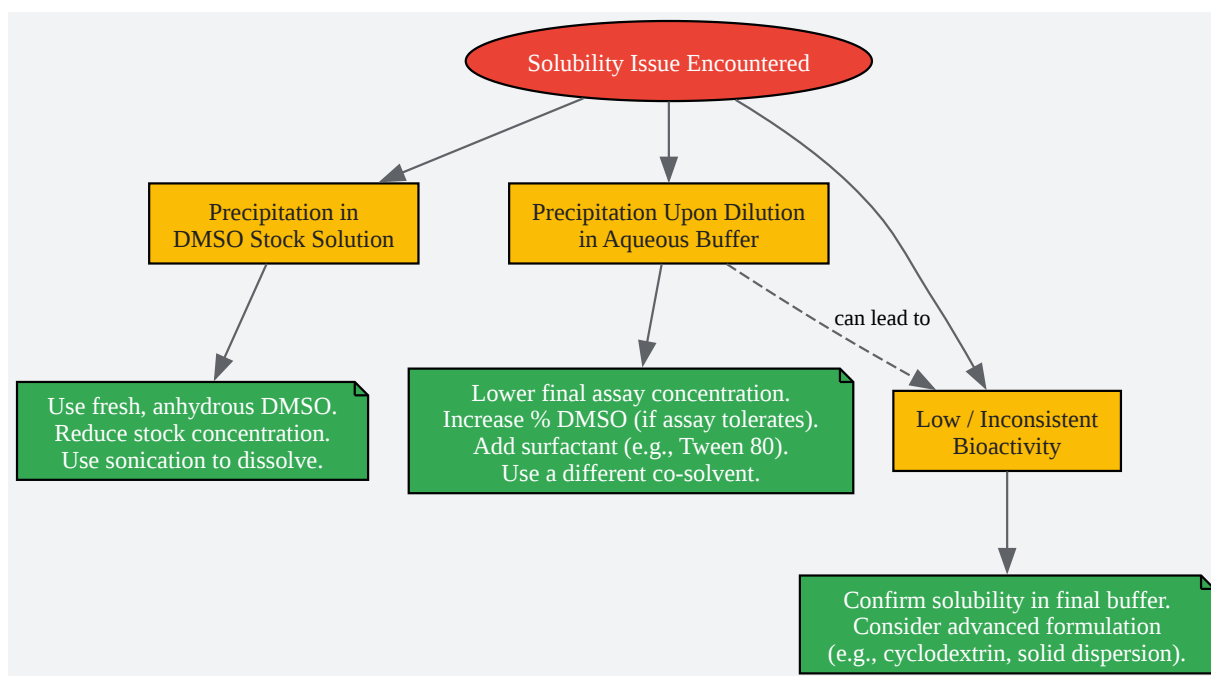 Solubility Issue Encountered
Precipitation in
DMSO Stock Solution
Precipitation Upon Dilution
in Aqueous Buffer
can lead to
Use fresh, anhydrous DMSO.
Reduce stock concentration.
Use sonication to dissolve.
Lower final assay concentration.
Increase % DMSO (if assay tolerates).
Add surfactant (e.g., Tween 80).
Use a different co-solvent.
Low / Inconsistent
Bioactivity
Confirm solubility in final buffer.
Consider advanced formulation
(e.g., cyclodextrin, solid dispersion).